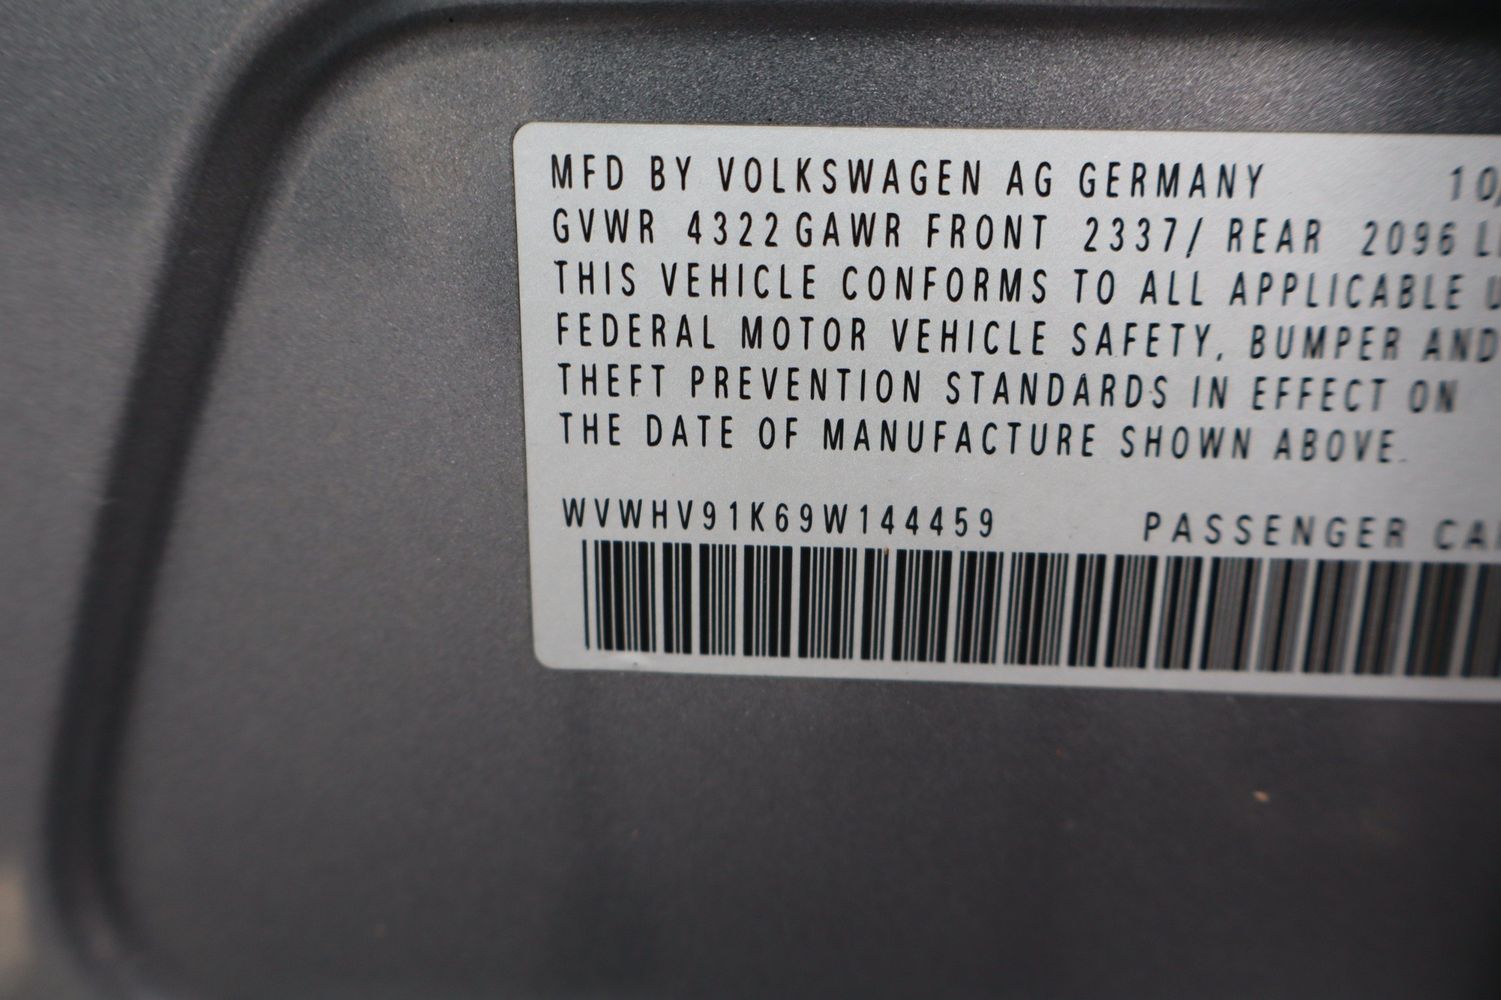 MFD BY VOLKSWAGEN AG GERMANY 10
GVWR 4322 GAWR FRONT 2337/ REAR 2096
THIS VEHICLE CONFORMS TO ALL APPLICABLE
FEDERAL MOTOR VEHICLE SAFETY, BUMPER AND
THEFT PREVENTION STANDARDS IN EFFECT ON
THE DATE OF MANUFACTURE SHOWN ABOVE.
WVWHV91K69W144459 PASSENGER